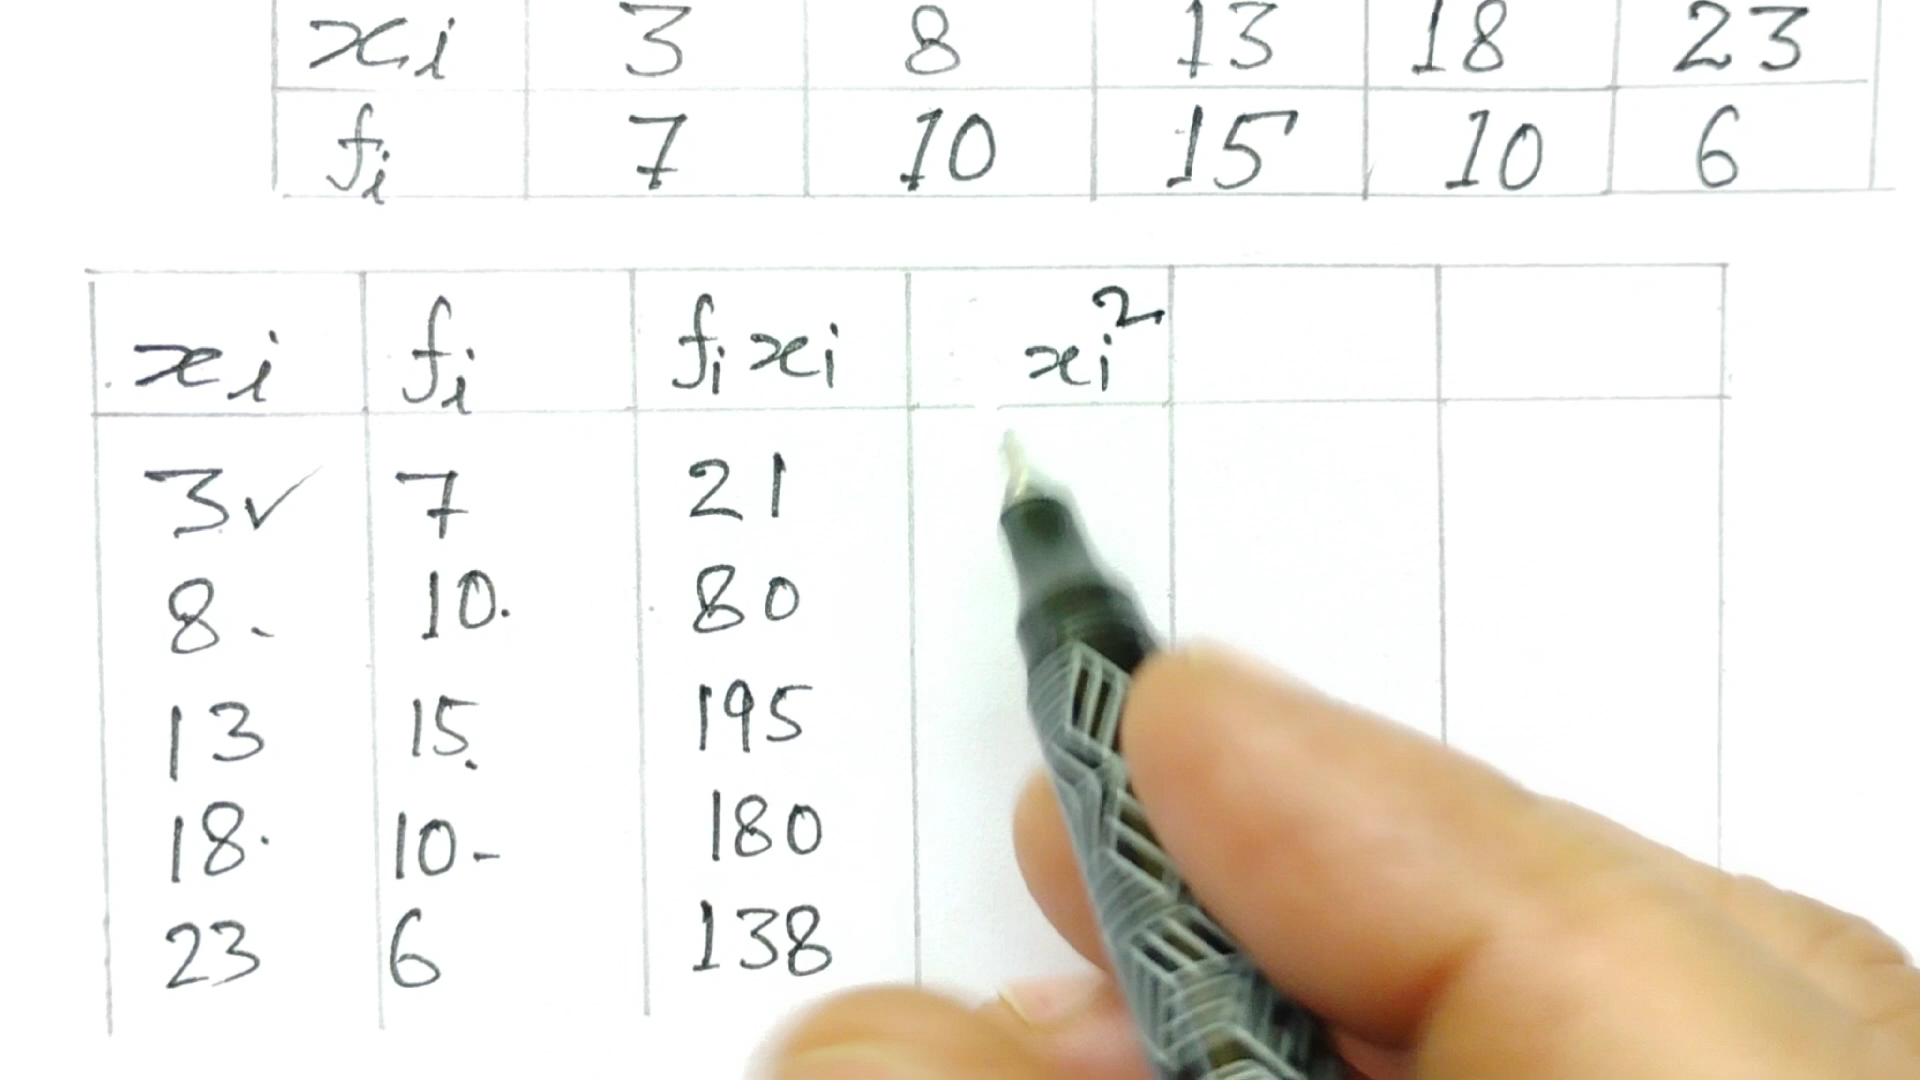 xi 3 8 13 18 23
fi 7 10 15 10 6
xi fi fixi xi²
3✓ 7 21
8 10 80
13 15 195
18 10 180
23 6 138